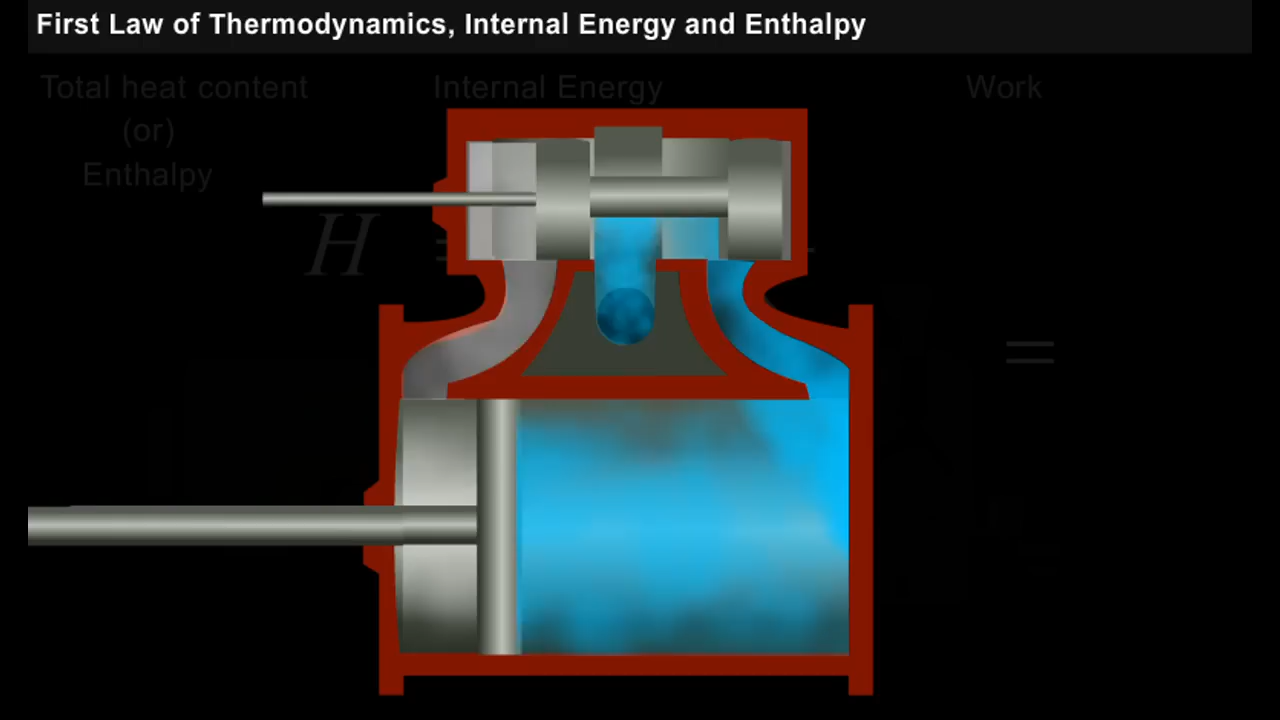 First Law of Thermodynamics, Internal Energy and Enthalpy
Total heat content Internal Energy Work
(or)
Enthalpy
H =
=